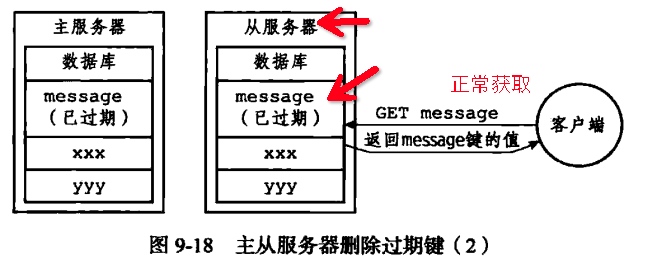 主服务器
数据库
message
（已过期）
xxx
yyy
从服务器
数据库
message
（已过期）
xxx
yyy
正常获取
GET message
返回message键的值
客户端
图 9-18 主从服务器删除过期键（2）